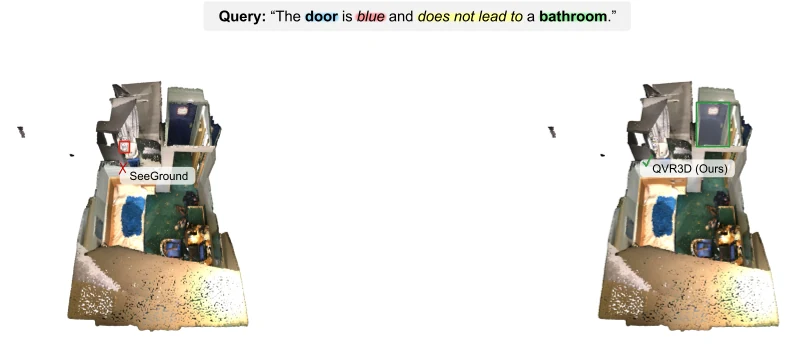 Query: “The door is blue and does not lead to a bathroom.”
SeeGround
QVR3D (Ours)